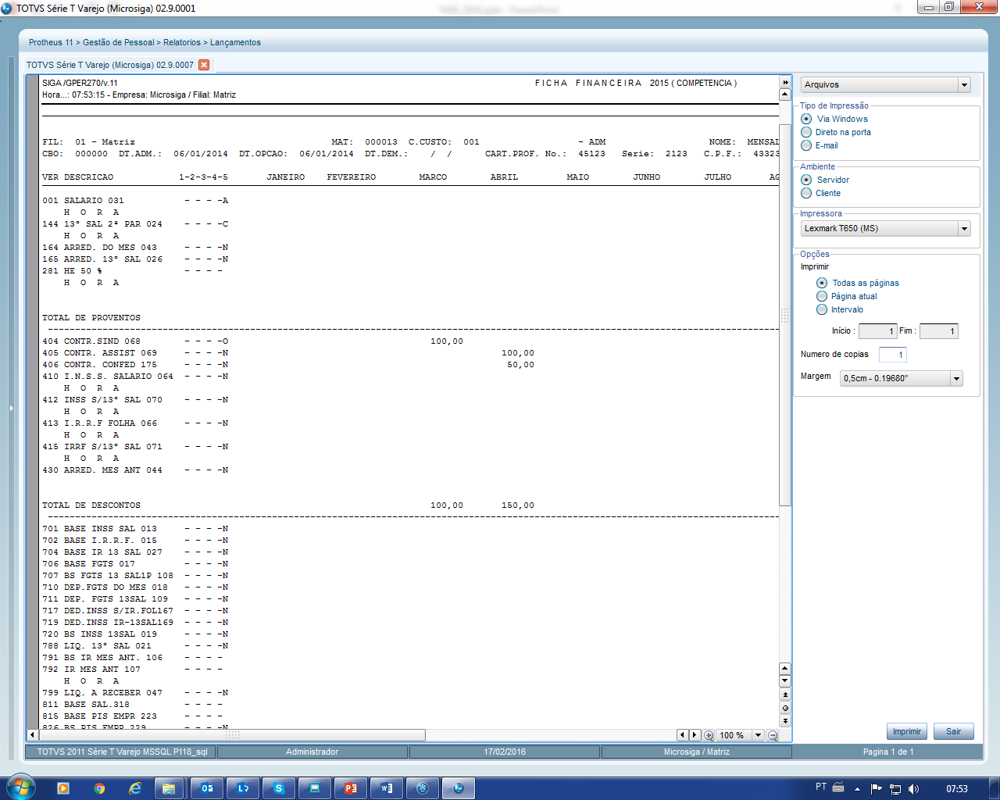 TOTVS Série T Varejo (Microsiga) 02.9.0001
Protheus 11 > Gestão de Pessoal > Relatorios > Lançamentos
TOTVS Série T Varejo (Microsiga) 02.9.0007
SIGA /GPER270/v.11 F I C H A F I N A N C E I R A 2015 ( COMPETENCIA )
Hora...: 07:53:15 - Empresa: Microsiga / Filial: Matriz
FIL: 01 - Matriz MAT: 000013 C.CUSTO: 001 - ADM NOME: MENSAL
CBO: 000000 DT.ADM.: 06/01/2014 DT.OPCAO: 06/01/2014 DT.DEM.: / / CART.PROF. No.: 45123 Serie: 2123 C.P.F.: 43323
VER DESCRICAO 1-2-3-4-5 JANEIRO FEVEREIRO MARCO ABRIL MAIO JUNHO JULHO AG
001 SALARIO 031 - - - -A
H O R A
144 13º SAL 2ª PAR 024 - - - -C
H O R A
164 ARRED. DO MES 043 - - - -N
165 ARRED. 13º SAL 026 - - - -N
281 HE 50 % - - - -
H O R A
TOTAL DE PROVENTOS
404 CONTR.SIND 068 - - - -O 100,00
405 CONTR. ASSIST 069 - - - -N 100,00
406 CONTR. CONFED 175 - - - -N 50,00
410 I.N.S.S. SALARIO 064 - - - -N
H O R A
412 INSS S/13º SAL 070 - - - -N
H O R A
413 I.R.R.F FOLHA 066 - - - -N
H O R A
415 IRRF S/13º SAL 071 - - - -N
H O R A
430 ARRED. MES ANT 044 - - - -N
TOTAL DE DESCONTOS 100,00 150,00
701 BASE INSS SAL 013 - - - -N
702 BASE I.R.R.F. 015 - - - -N
704 BASE IR 13 SAL 027 - - - -N
706 BASE FGTS 017 - - - -N
707 BS FGTS 13 SAL1P 108 - - - -N
710 DEP.FGTS DO MES 018 - - - -N
711 DEP. FGTS 13SAL 109 - - - -N
717 DED.INSS S/IR.FOL167 - - - -N
719 DED.INSS IR-13SAL169 - - - -N
720 BS INSS 13SAL 019 - - - -N
788 LIQ. 13º SAL 021 - - - -N
791 BS IR MES ANT. 106 - - - -
792 IR MES ANT 107 - - - -
H O R A
799 LIQ. A RECEBER 047 - - - -N
811 BASE SAL.318 - - - -
815 BASE PIS EMPR 223 - - - -
826 BS PIS EMPR 229 - - - -N
100 %
Arquivos
Tipo de Impressão
Via Windows
Direto na porta
E-mail
Ambiente
Servidor
Cliente
Impressora
Lexmark T650 (MS)
Opções
Imprimir
Todas as páginas
Página atual
Intervalo
Início : 1 Fim : 1
Numero de copias 1
Margem 0,5cm - 0.19680"
Imprimir Sair
TOTVS 2011 Série T Varejo MSSQL P118_sql Administrador 17/02/2016 Microsiga / Matriz Pagina 1 de 1
PT 07:53